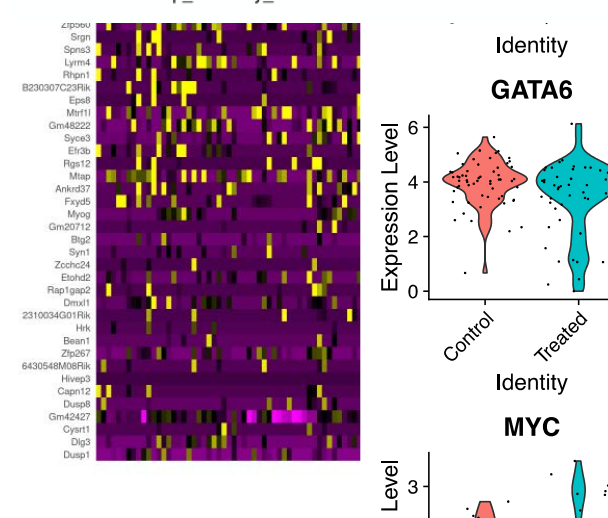 Zfp560
Srgn
Spns3
Lyrm4
Rhpn1
B230307C23Rik
Eps8
Mtrf1l
Gm48222
Syce3
Efr3b
Rgs12
Mtap
Ankrd37
Fxyd5
Myog
Gm20712
Btg2
Syn1
Zcchc24
Etohd2
Rap1gap2
Dmxl1
2310034G01Rik
Hrk
Bean1
Zfp267
6430548M08Rik
Hivep3
Capn12
Dusp8
Gm42427
Cysrt1
Dlg3
Dusp1
Identity
GATA6
Expression Level
6
4
2
0
Control
Treated
Identity
MYC
Level
3